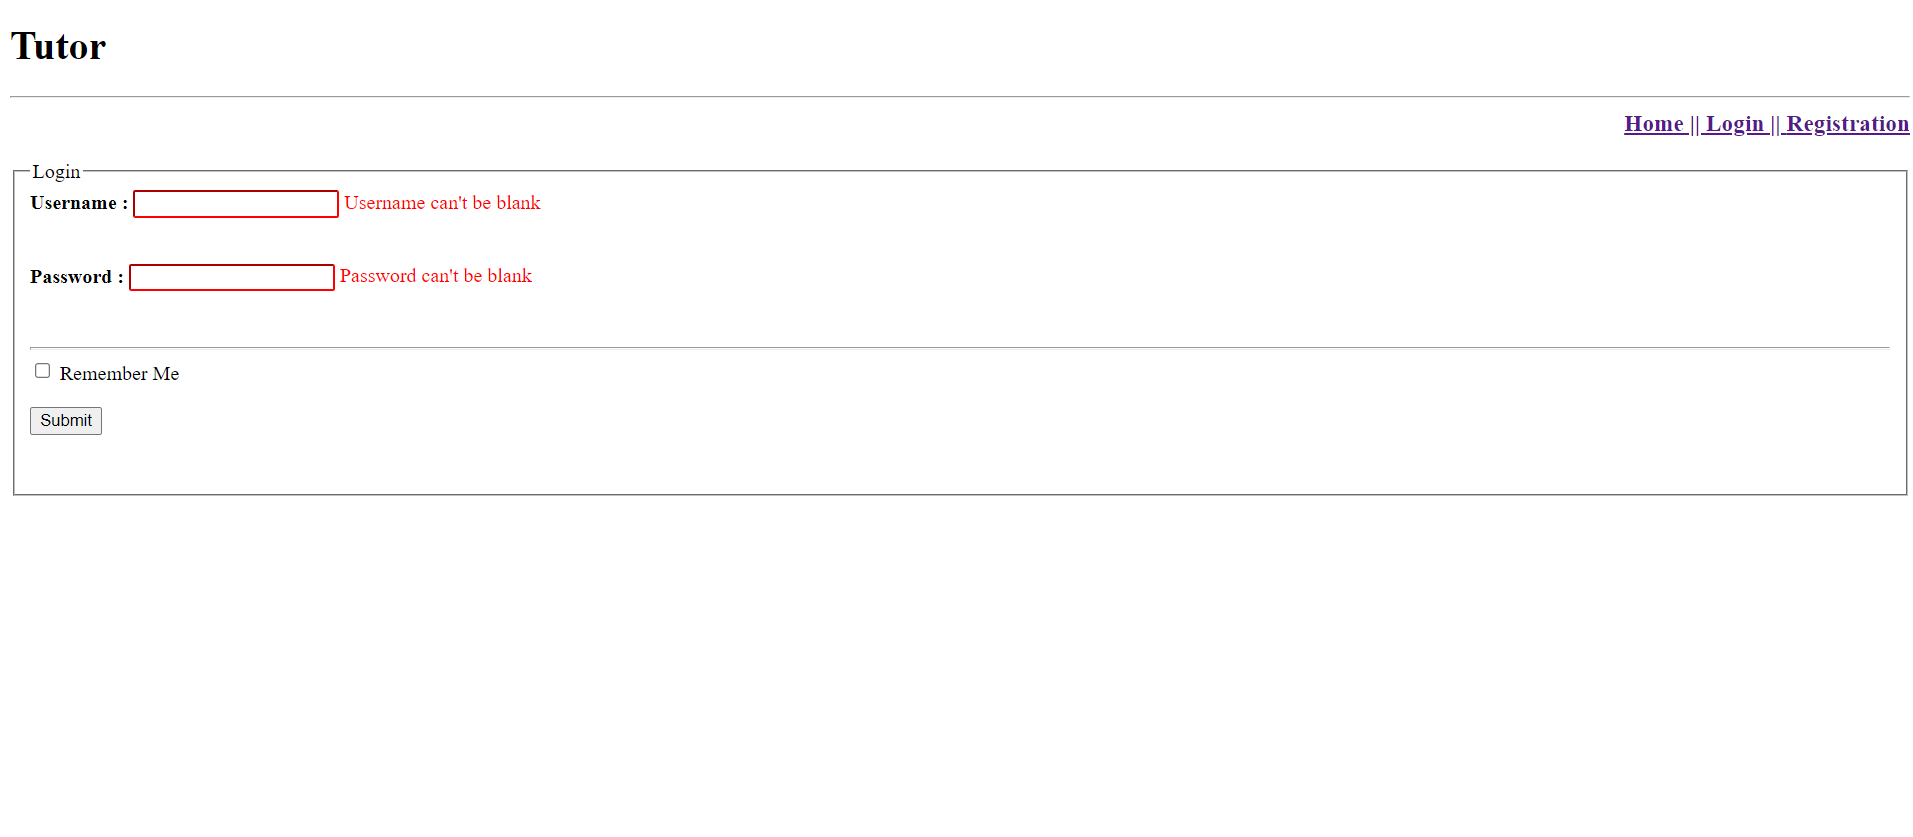 Tutor
Home || Login || Registration
Login
Username : Username can't be blank
Password : Password can't be blank
Remember Me
Submit